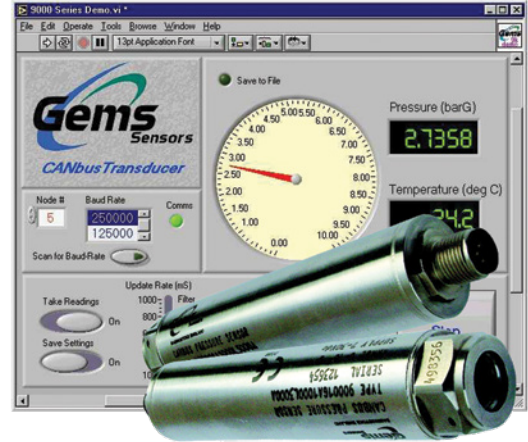 9000 Series Demo.vi *
File Edit Operate Tools Browse Window Help
13pt Application Font
Gems
Sensors
CANbus Transducer
Save to File
0.00
0.50
1.00
1.50
2.00
2.50
3.00
3.50
4.00
4.50
5.00
5.50
6.00
6.50
7.00
7.50
8.00
8.50
9.00
9.50
10.00
Pressure (barG)
2.7358
Temperature (deg C)
24.2
Node #
5
Baud Rate
250000
125000
Comms
Scan for Baud-Rate
Take Readings
On
Save Settings
On
Update Rate (mS)
1000
Filter
800
CANBUS PRESSURE SENSOR
SERIAL 123654
498356